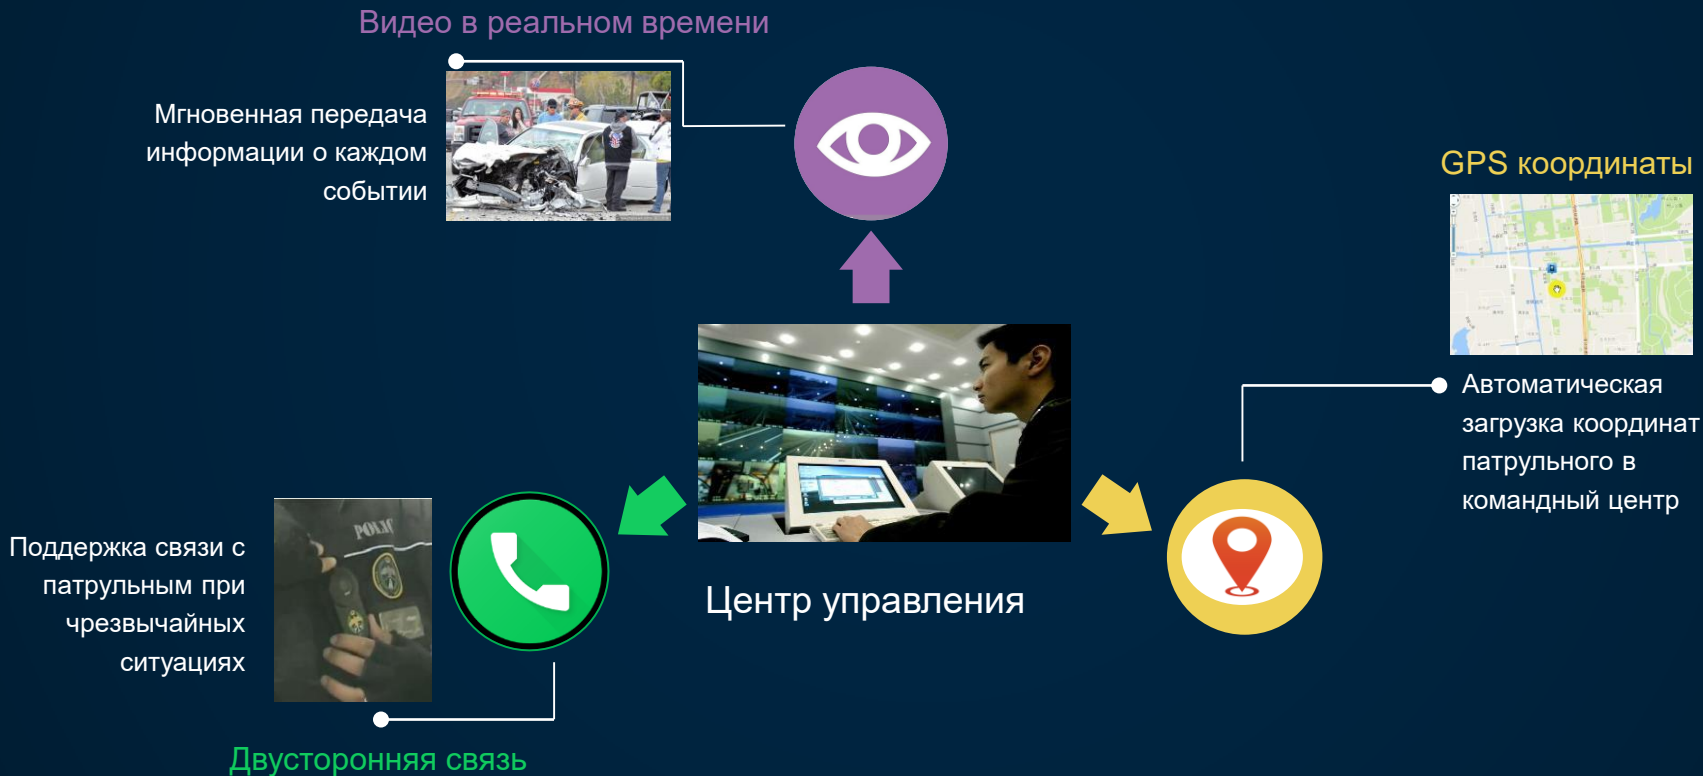 Видео в реальном времени
Мгновенная передача
информации о каждом
событии
GPS координаты
Автоматическая
загрузка координат
патрульного в
командный центр
Центр управления
Поддержка связи с
патрульным при
чрезвычайных
ситуациях
Двусторонняя связь